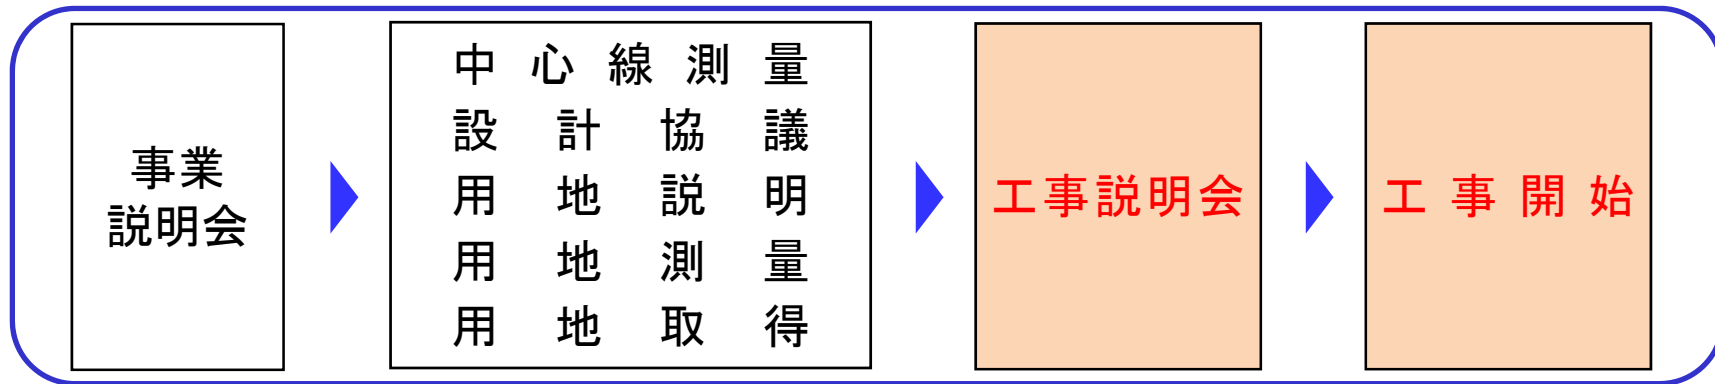 事業
説明会
中心線測量
設計協議
用地説明
用地測量
用地取得
工事説明会
工事開始